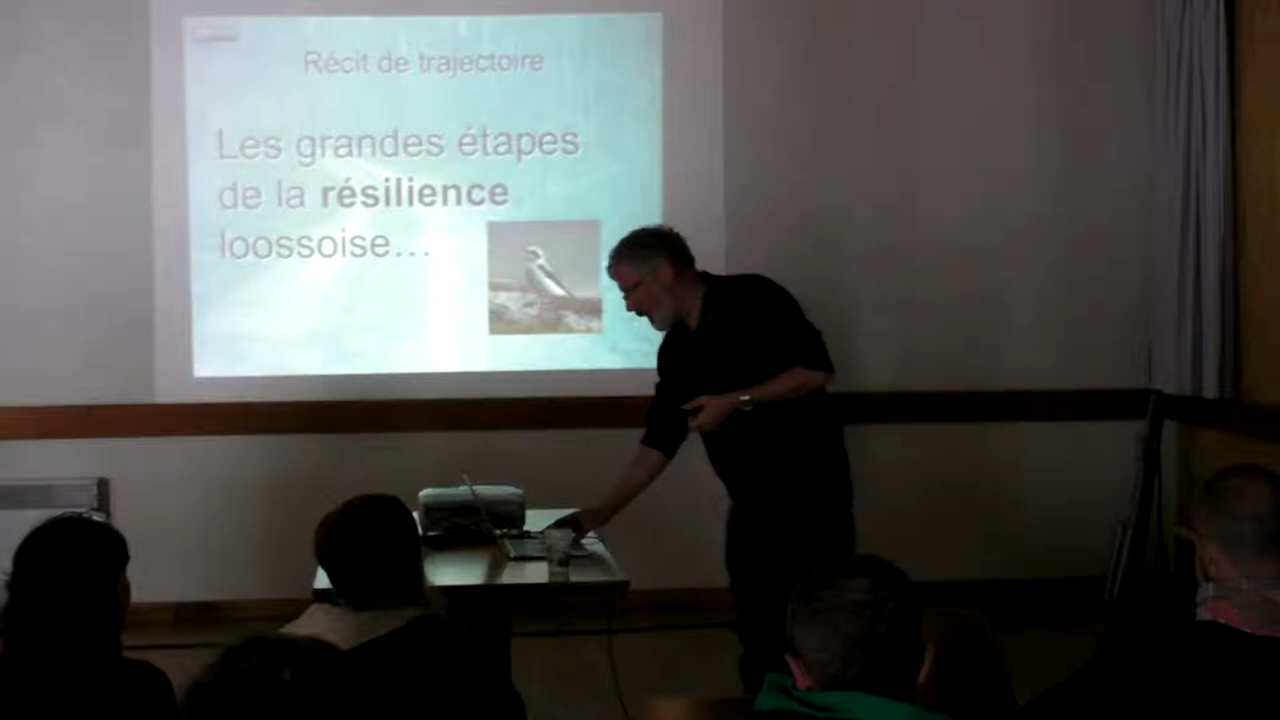 Récit de trajectoire
Les grandes étapes
de la résilience
loossoise...